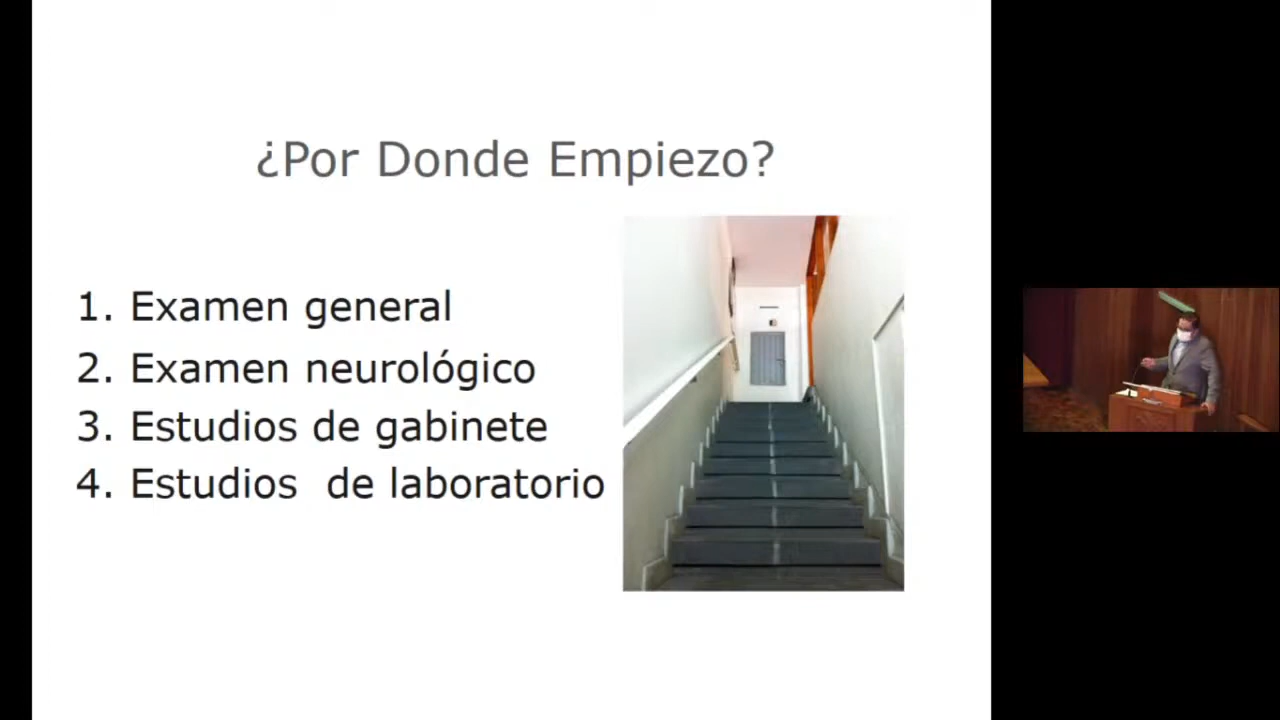 ¿Por Donde Empiezo?
1. Examen general
2. Examen neurológico
3. Estudios de gabinete
4. Estudios de laboratorio